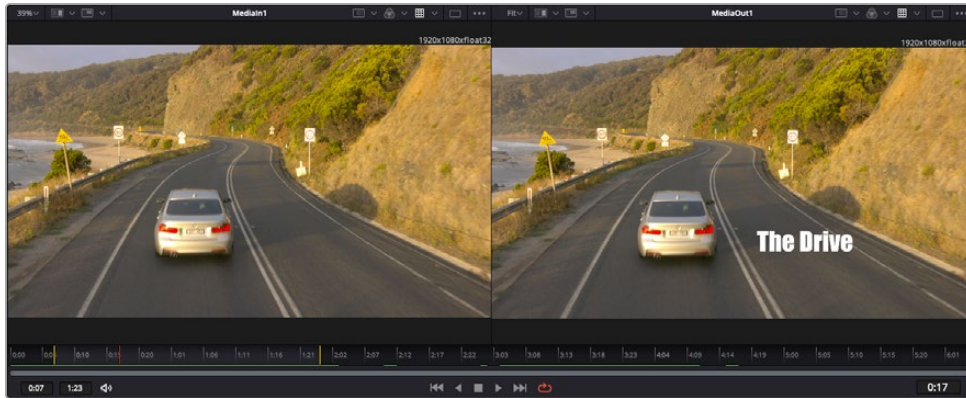 39%
MediaIn1
Fit
MediaOut1
1920x1080xfloat32
1920x1080xfloat
The Drive
0:00 0:05 0:10 0:15 0:20 1:01 1:06 1:11 1:16 1:21 2:02 2:07 2:12 2:17 2:22 3:03 3:08 3:13 3:18 3:23 4:04 4:09 4:14 4:19 5:00 5:05 5:10 5:15 5:20 6:01
0:07 1:23 0:17